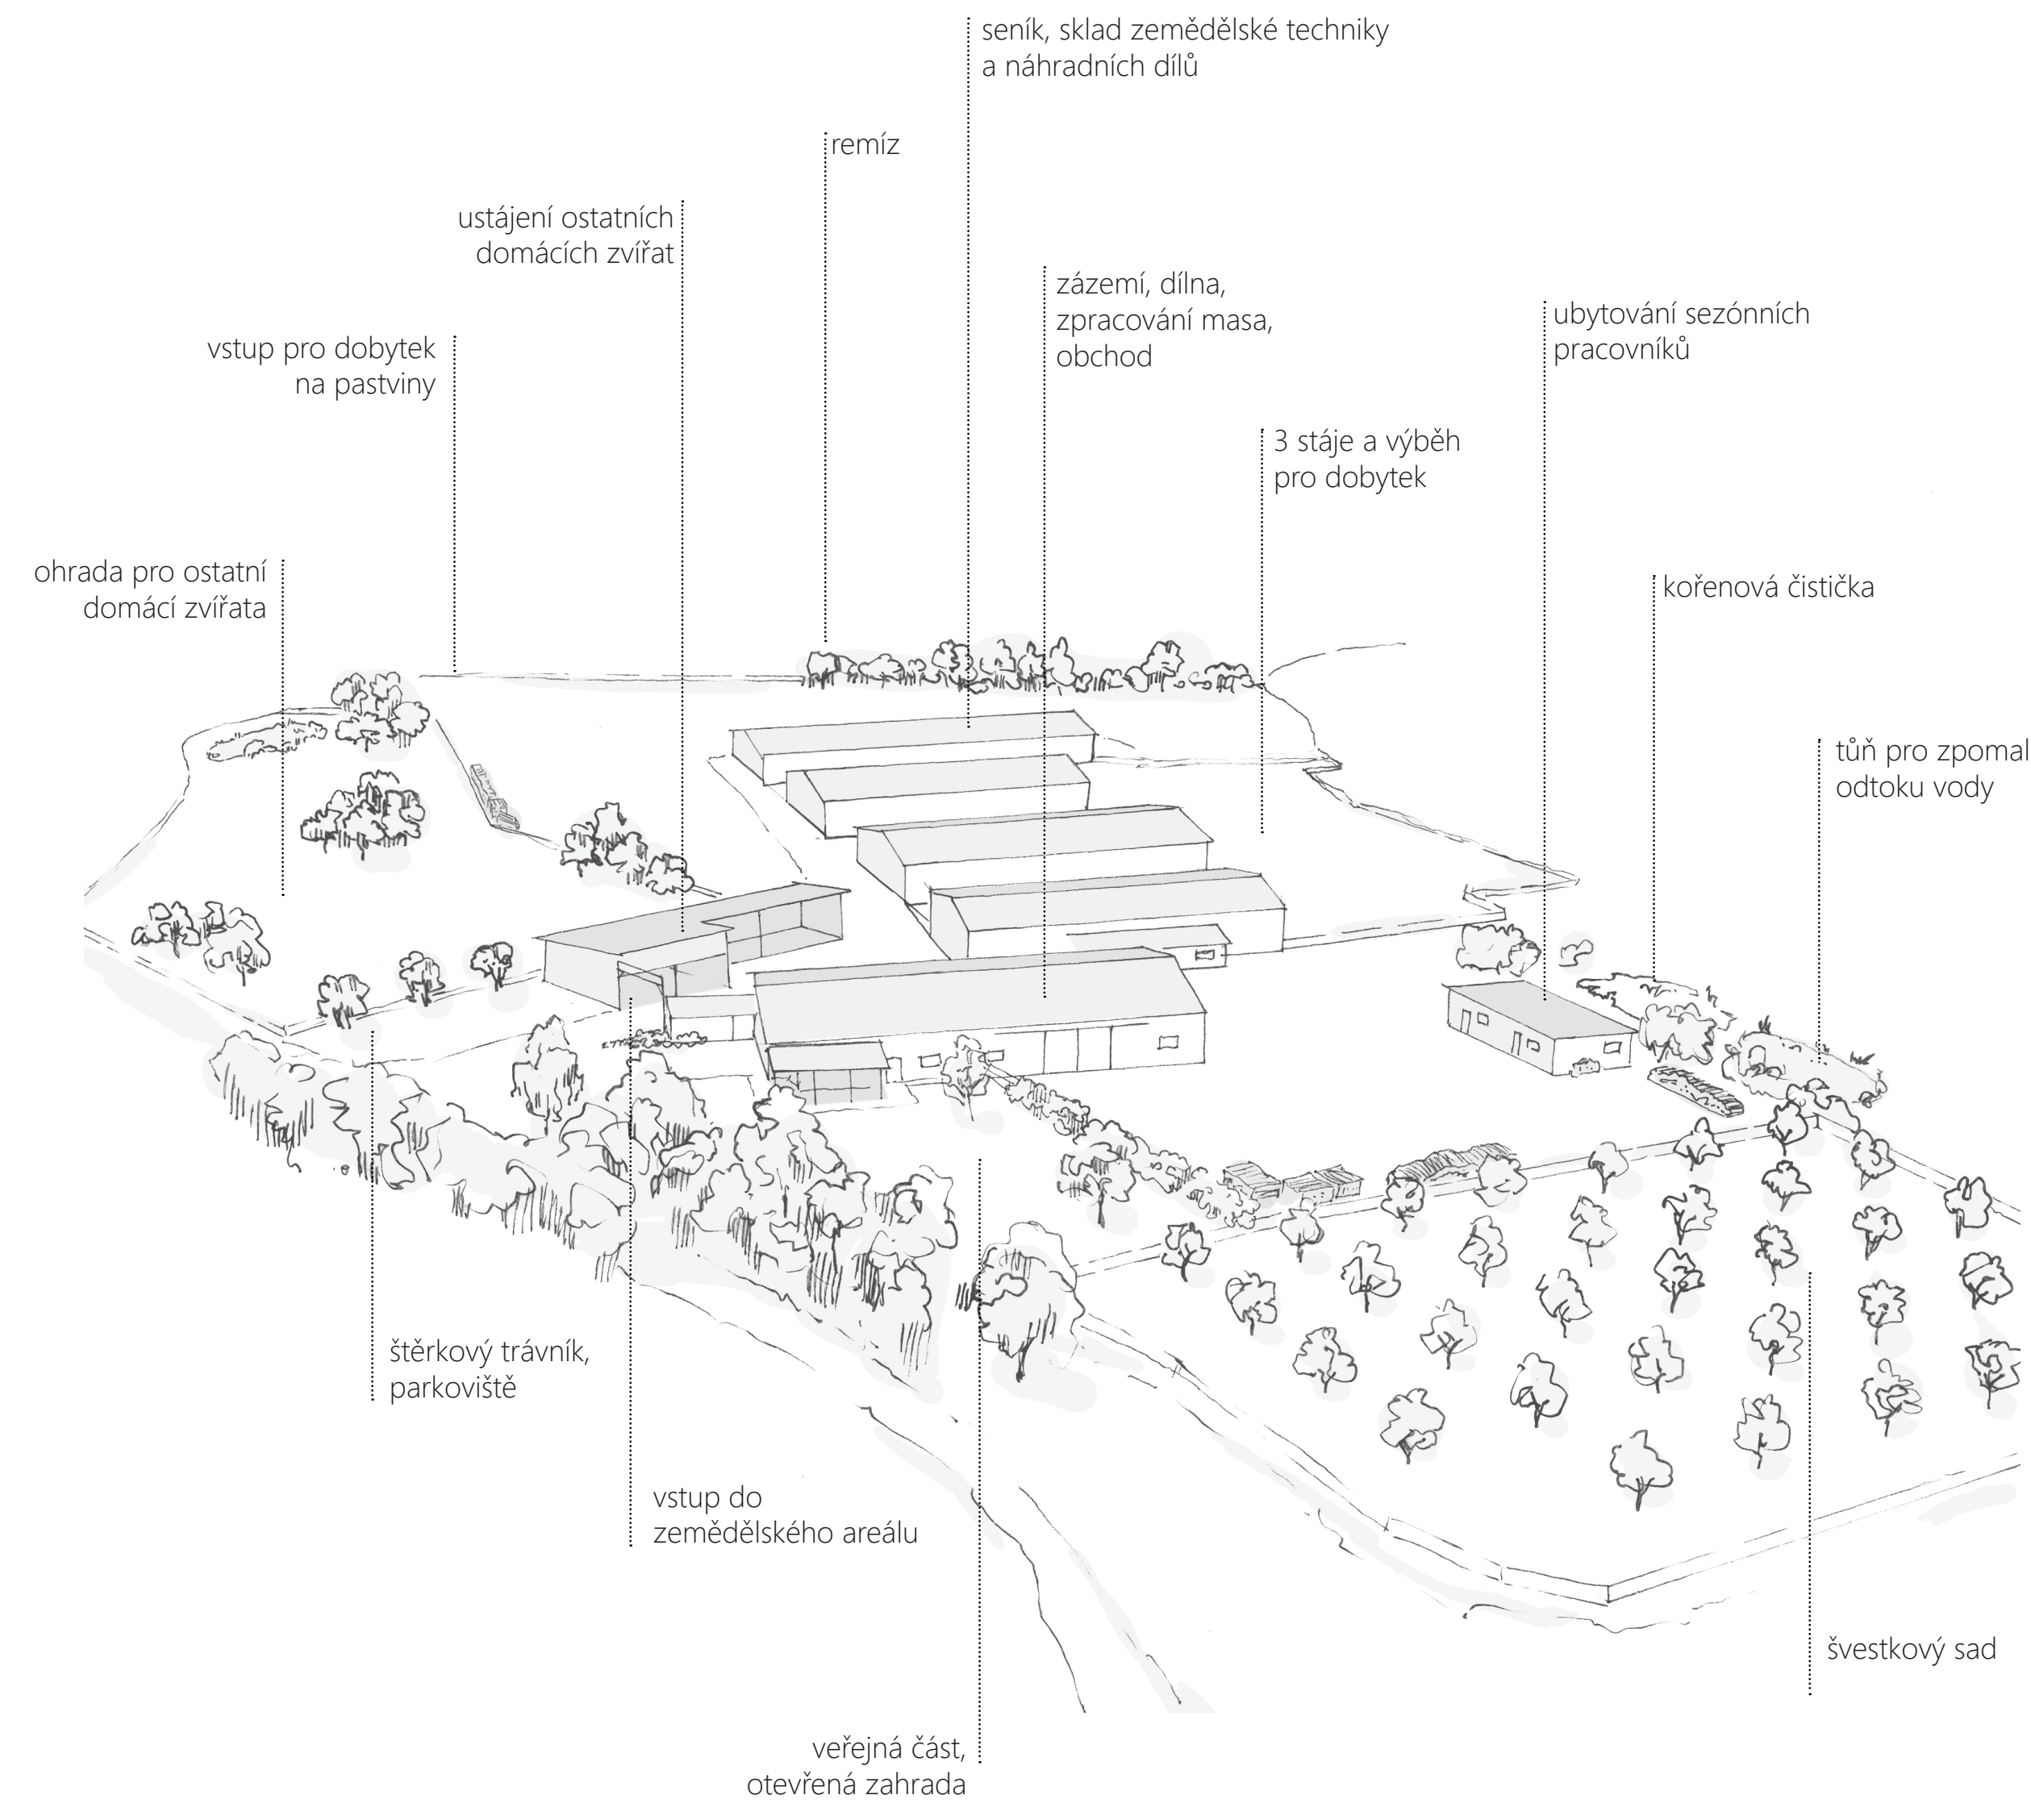 seník, sklad zemědělské techniky
a náhradních dílů
remíz
ustájení ostatních
domácích zvířat
zázemí, dílna,
zpracování masa,
obchod
ubytování sezónních
pracovníků
vstup pro dobytek
na pastviny
3 stáje a výběh
pro dobytek
ohrada pro ostatní
domácí zvířata
kořenová čistička
tůň pro zpomal
odtoku vody
štěrkový trávník,
parkoviště
vstup do
zemědělského areálu
švestkový sad
veřejná část,
otevřená zahrada